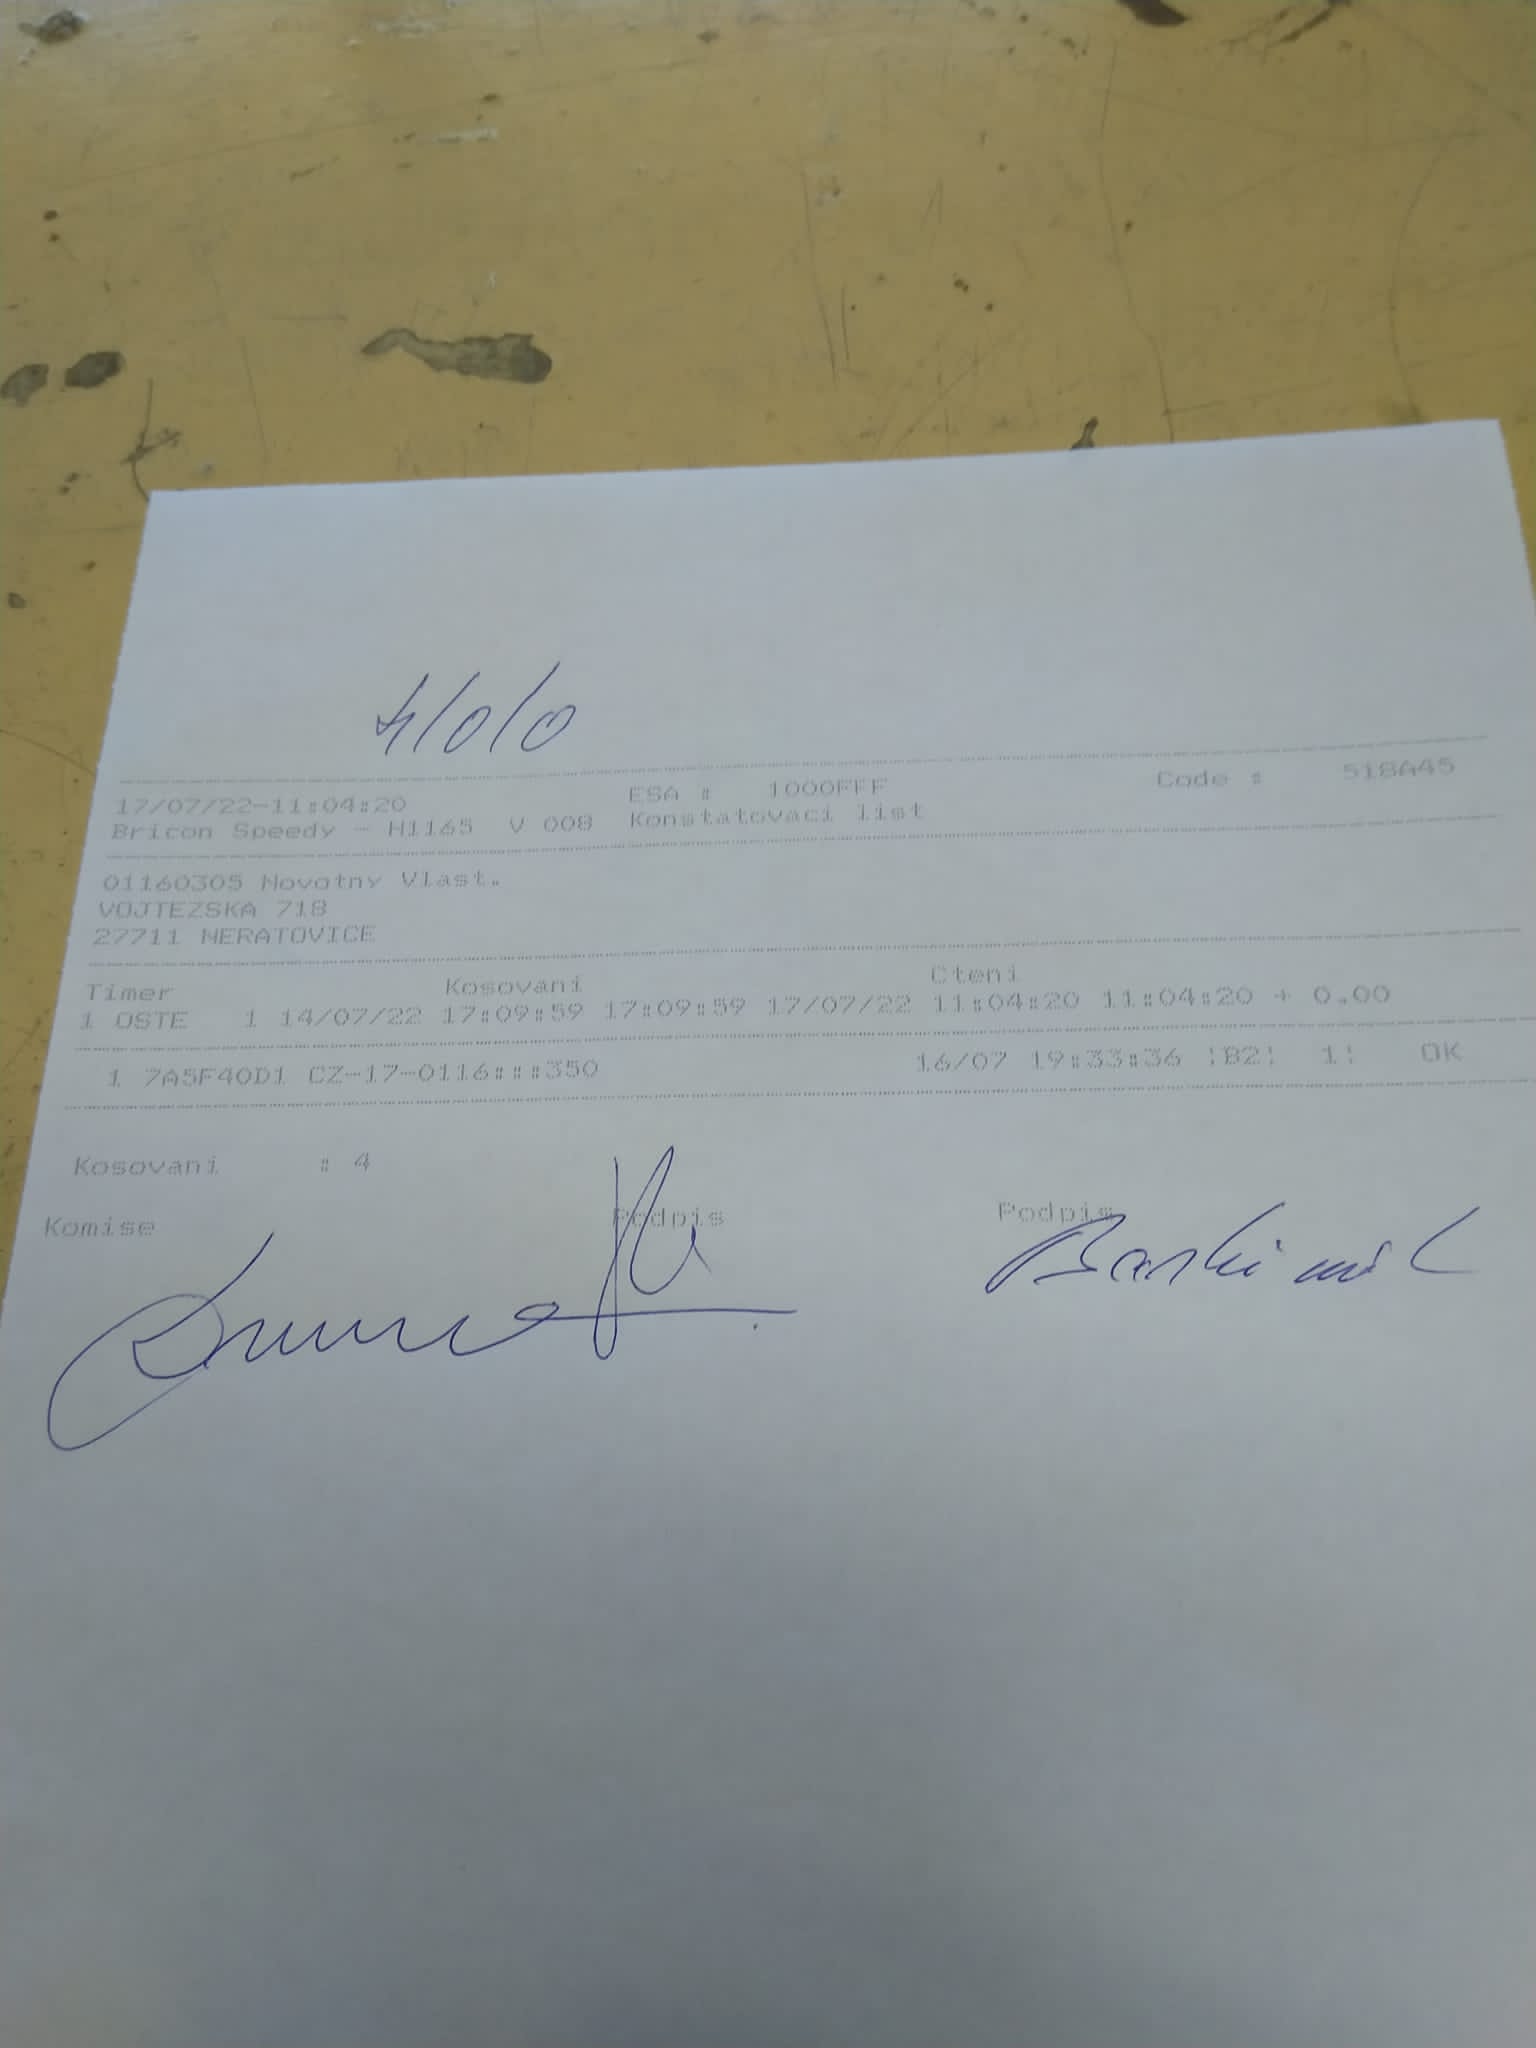 4/0/0
17/07/22-11:04:20 ESA : 1000FFF Code : 518A45
Bricon Speedy - H1165 V 008 Konstatovaci list
01160305 Novotny Vlast.
VOJTEZSKA 718
27711 NERATOVICE
Timer Kosovani Cteni
1 OSTE 1 14/07/22 17:09:59 17:09:59 17/07/22 11:04:20 11:04:20 + 0.00
1 7A5F40D1 CZ-17-0116:::350 16/07 19:33:36 ¦B2¦ 1¦ OK
Kosovani : 4
Komise Podpis Podpis